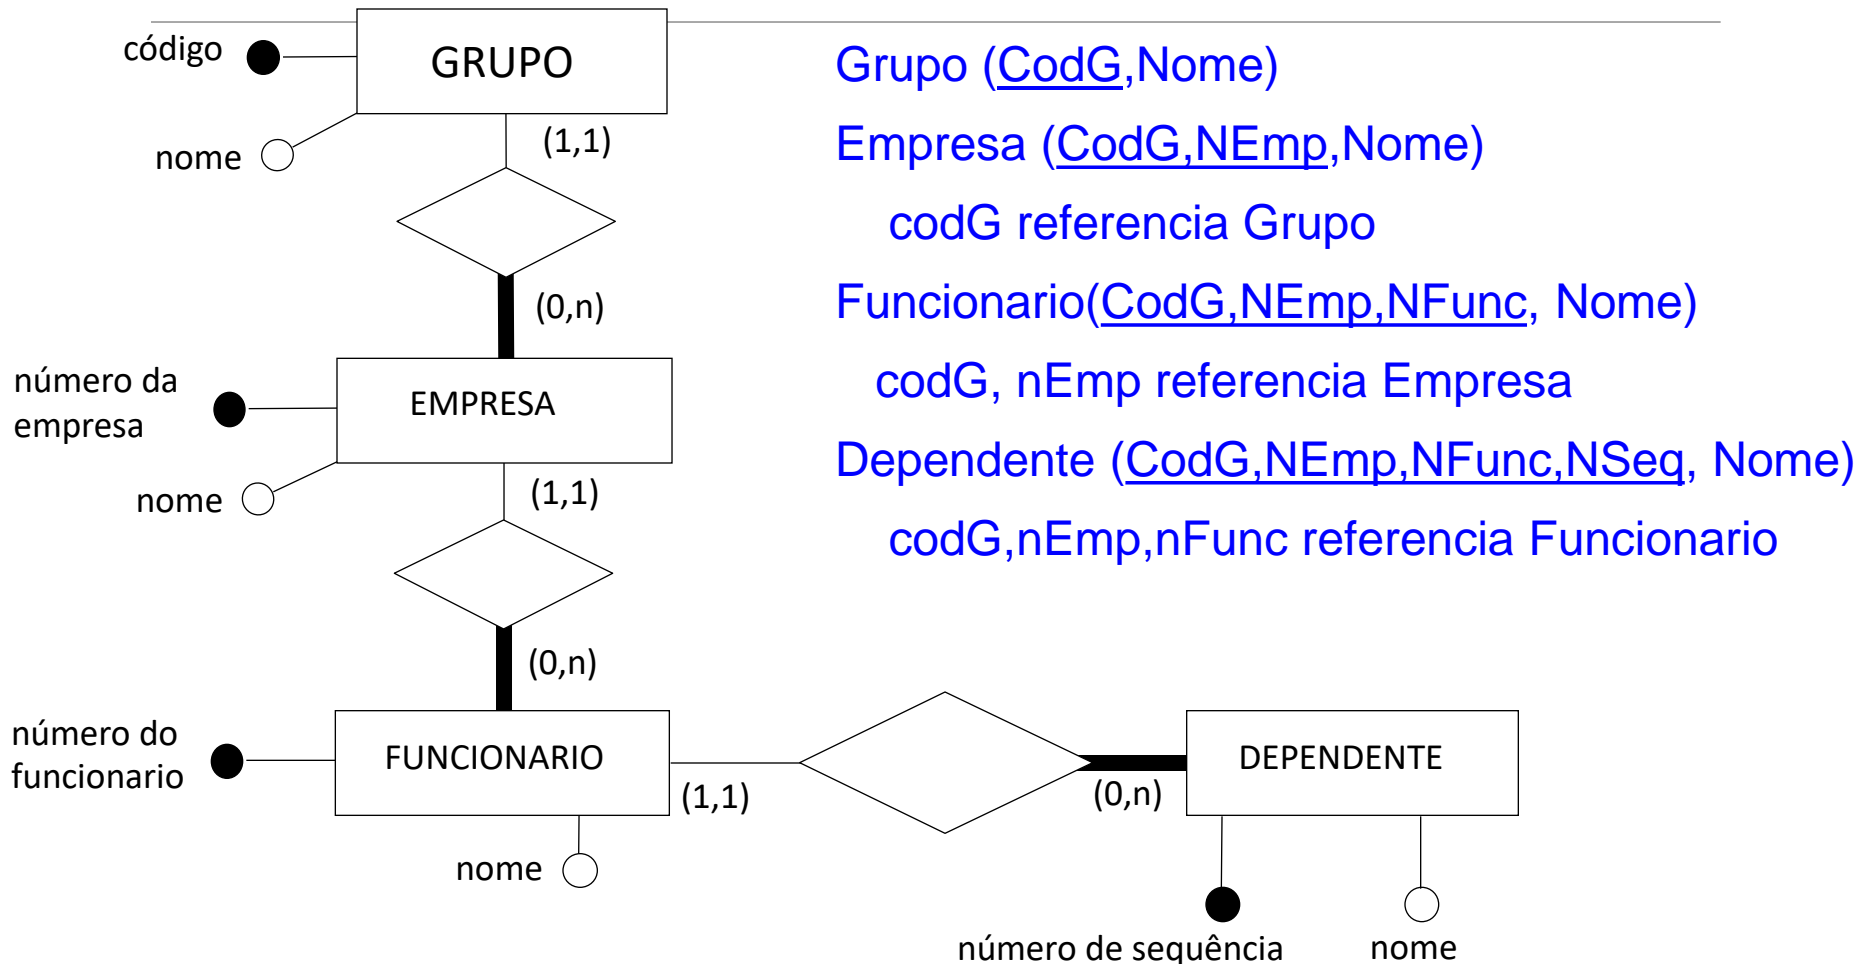 código
GRUPO
nome
(1,1)
(0,n)
número da
empresa
EMPRESA
nome
(1,1)
(0,n)
número do
funcionario
FUNCIONARIO
nome
(1,1)
(0,n)
DEPENDENTE
número de sequência
nome
Grupo (CodG,Nome)
Empresa (CodG,NEmp,Nome)
codG referencia Grupo
Funcionario(CodG,NEmp,NFunc, Nome)
codG, nEmp referencia Empresa
Dependente (CodG,NEmp,NFunc,NSeq, Nome)
codG,nEmp,nFunc referencia Funcionario